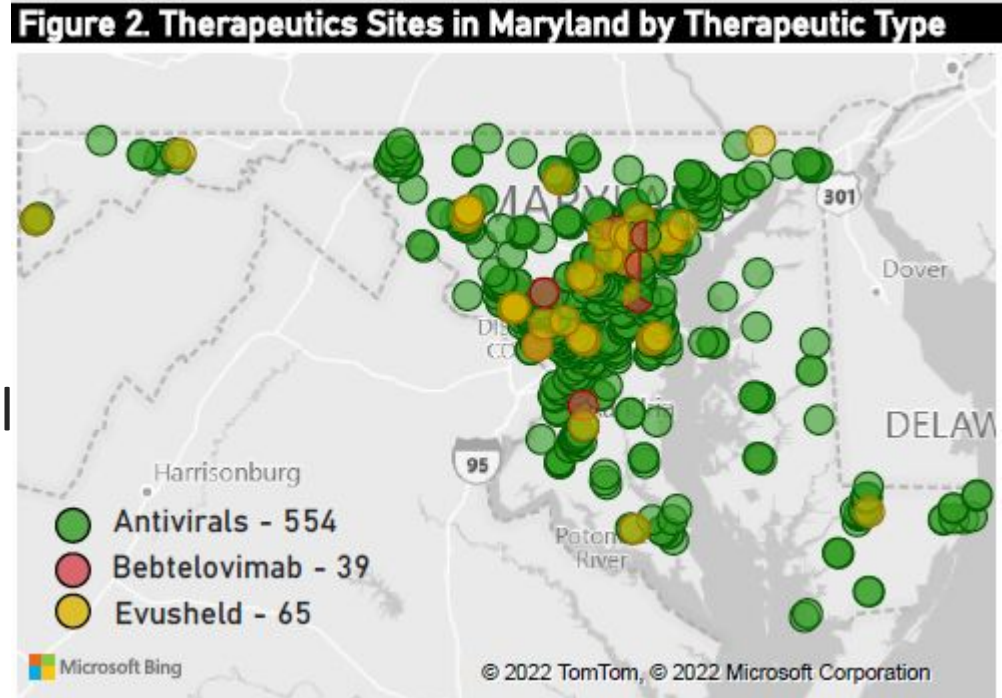 Figure 2. Therapeutics Sites in Maryland by Therapeutic Type
301
Dover
DELAW
95
Harrisonburg
Antivirals - 554
Bebtelovimab - 39
Evusheld - 65
River
Microsoft Bing
© 2022 TomTom, © 2022 Microsoft Corporation